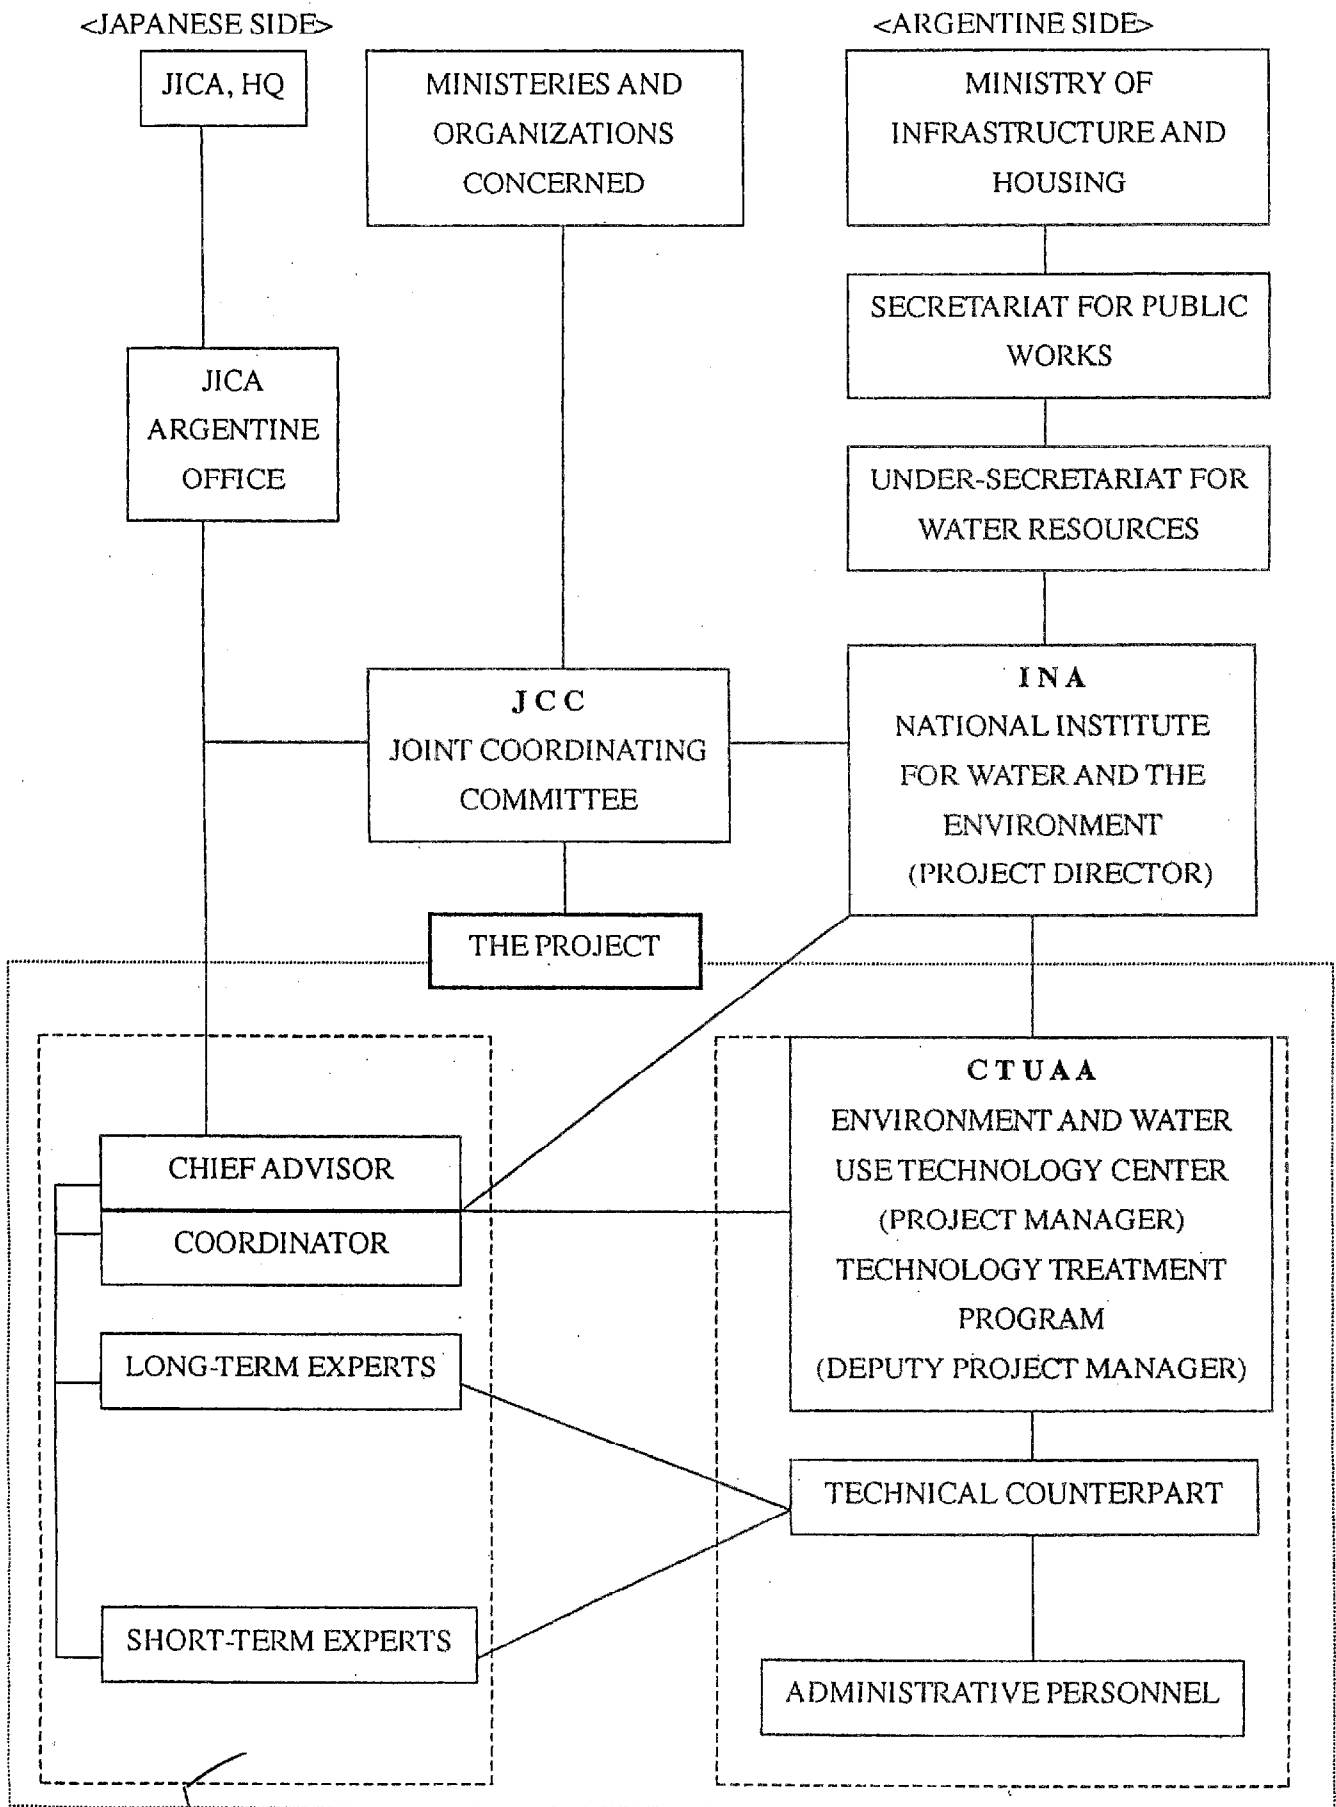 <JAPANESE SIDE>
<ARGENTINE SIDE>
JICA, HQ
MINISTERIES AND
ORGANIZATIONS
CONCERNED
MINISTRY OF
INFRASTRUCTURE AND
HOUSING
SECRETARIAT FOR PUBLIC
WORKS
JICA
ARGENTINE
OFFICE
UNDER-SECRETARIAT FOR
WATER RESOURCES
J C C
JOINT COORDINATING
COMMITTEE
I N A
NATIONAL INSTITUTE
FOR WATER AND THE
ENVIRONMENT
(PROJECT DIRECTOR)
THE PROJECT
CHIEF ADVISOR
COORDINATOR
LONG-TERM EXPERTS
SHORT-TERM EXPERTS
C T U A A
ENVIRONMENT AND WATER
USE TECHNOLOGY CENTER
(PROJECT MANAGER)
TECHNOLOGY TREATMENT
PROGRAM
(DEPUTY PROJECT MANAGER)
TECHNICAL COUNTERPART
ADMINISTRATIVE PERSONNEL